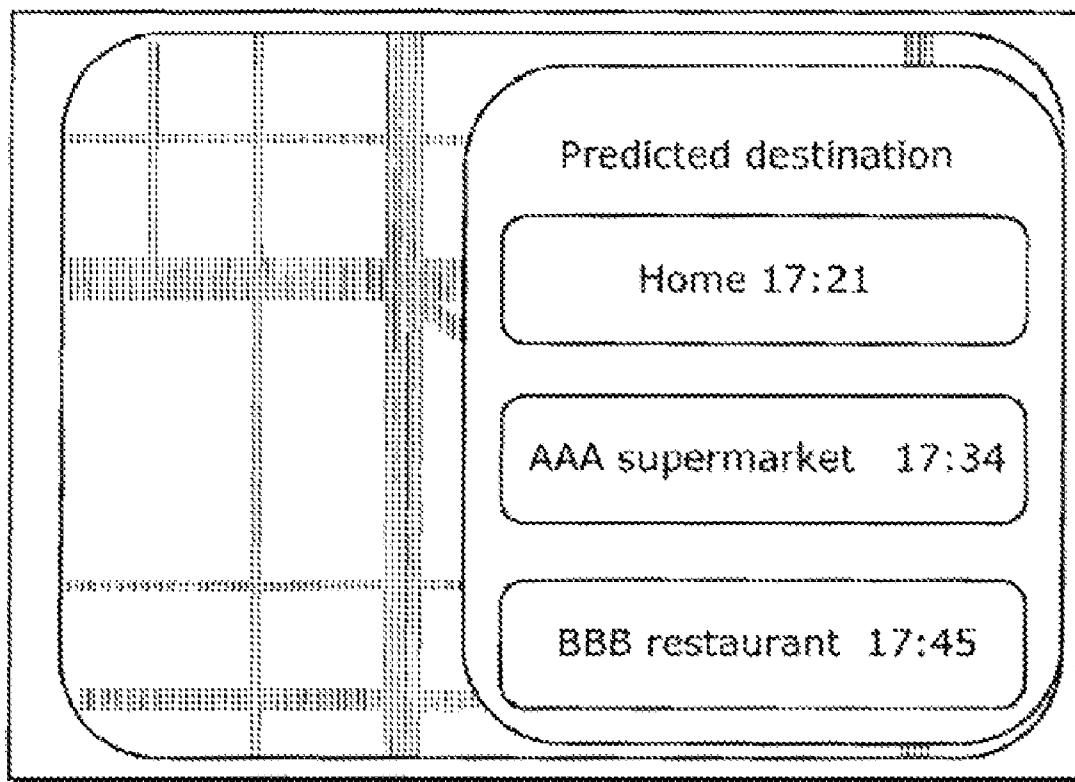 Predicted destination
Home 17:21
AAA supermarket 17:34
BBB restaurant 17:45